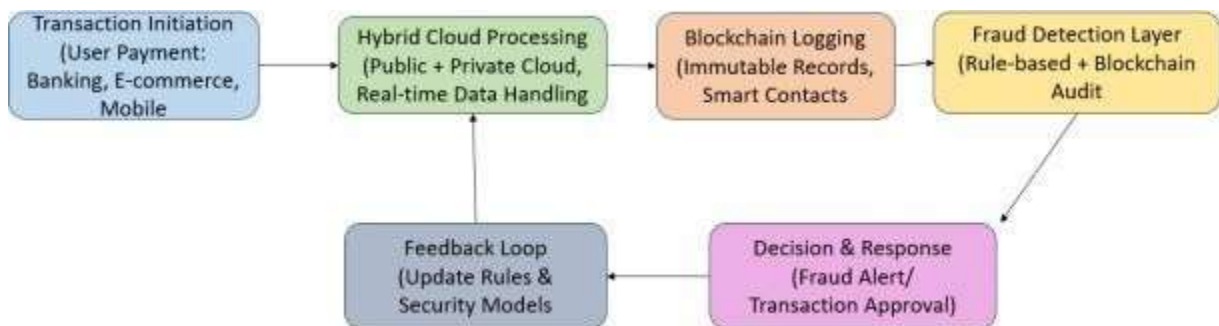 Transaction Initiation
(User Payment:
Banking, E-commerce,
Mobile
Hybrid Cloud Processing
(Public + Private Cloud,
Real-time Data Handling
Blockchain Logging
(Immutable Records,
Smart Contacts
Fraud Detection Layer
(Rule-based + Blockchain
Audit
Feedback Loop
(Update Rules &
Security Models
Decision & Response
(Fraud Alert/
Transaction Approval)